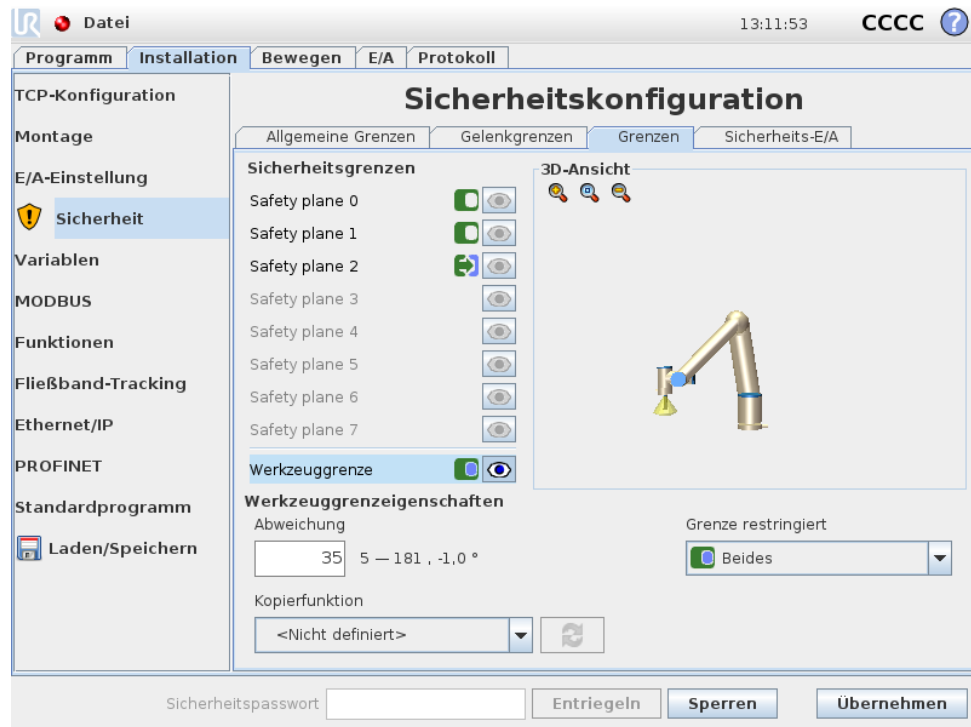 UR Datei 13:11:53 CCCC ?
Programm Installation Bewegen E/A Protokoll
TCP-Konfiguration
Montage
E/A-Einstellung
Sicherheit
Variablen
MODBUS
Funktionen
Fließband-Tracking
Ethernet/IP
PROFINET
Standardprogramm
Laden/Speichern
Sicherheitskonfiguration
Allgemeine Grenzen Gelenkgrenzen Grenzen Sicherheits-E/A
Sicherheitsgrenzen
Safety plane 0
Safety plane 1
Safety plane 2
Safety plane 3
Safety plane 4
Safety plane 5
Safety plane 6
Safety plane 7
Werkzeuggrenze
3D-Ansicht
Werkzeuggrenzeigenschaften
Abweichung
35 5 — 181 , -1,0 °
Grenze restringiert
Beides
Kopierfunktion
<Nicht definiert>
Sicherheitspasswort Entriegeln Sperren Übernehmen